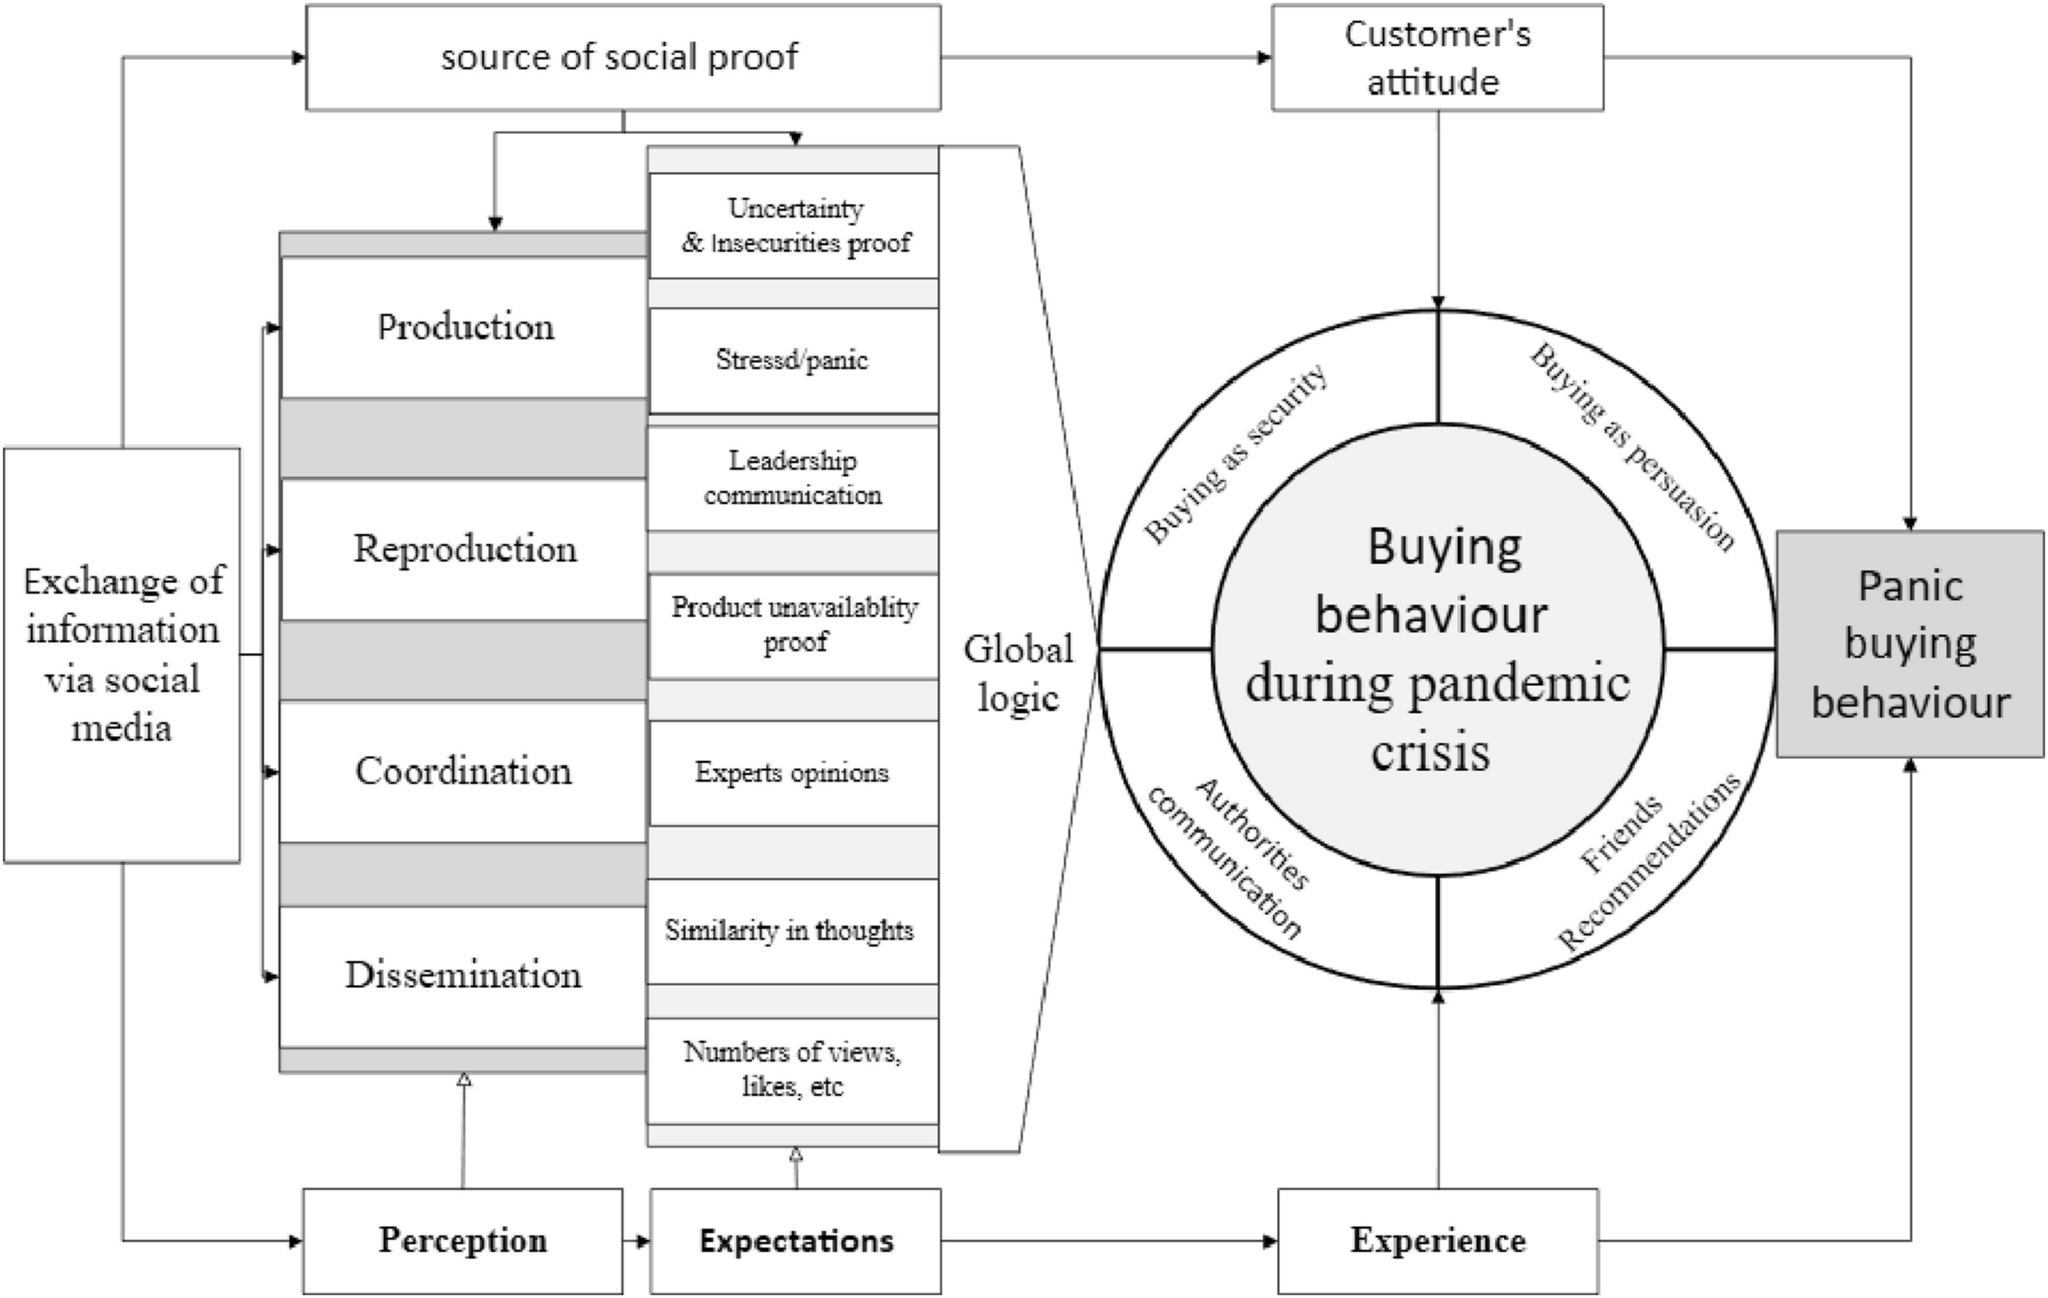 source of social proof
Customer's
attitude
Uncertainty
& Insecurities proof
Production
Stressd/panic
Leadership
communication
Reproduction
Exchange of
information
via social
media
Product unavailablity
proof
Coordination
Experts opinions
Similarity in thoughts
Dissemination
Numbers of views,
likes, etc
Global
logic
Buying as security
Buying as persuasion
Buying
behaviour
during pandemic
crisis
Authorities
communication
Friends
Recommendations
Panic
buying
behaviour
Perception
Expectations
Experience